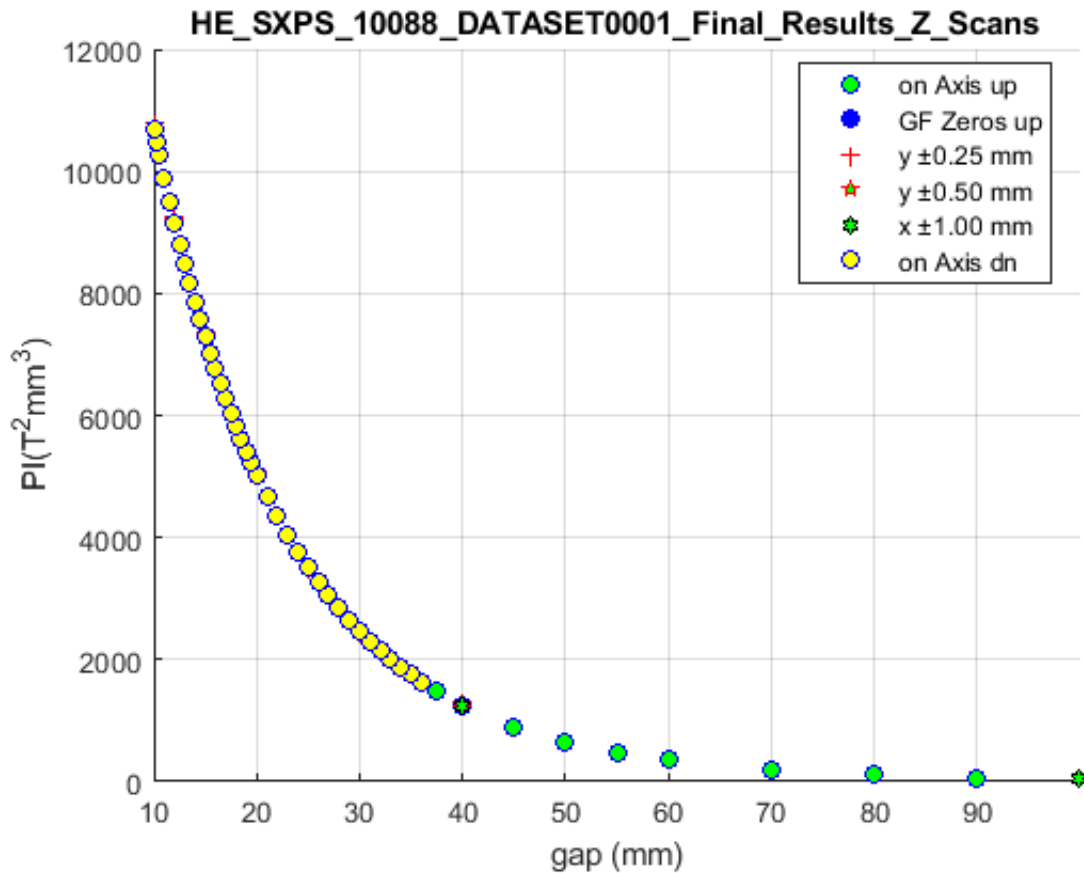 HE_SXPS_10088_DATASET0001_Final_Results_Z_Scans
12000
10000
8000
6000
4000
2000
0
PI(T²mm³)
10 20 30 40 50 60 70 80 90
gap (mm)
on Axis up
GF Zeros up
y ±0.25 mm
y ±0.50 mm
x ±1.00 mm
on Axis dn